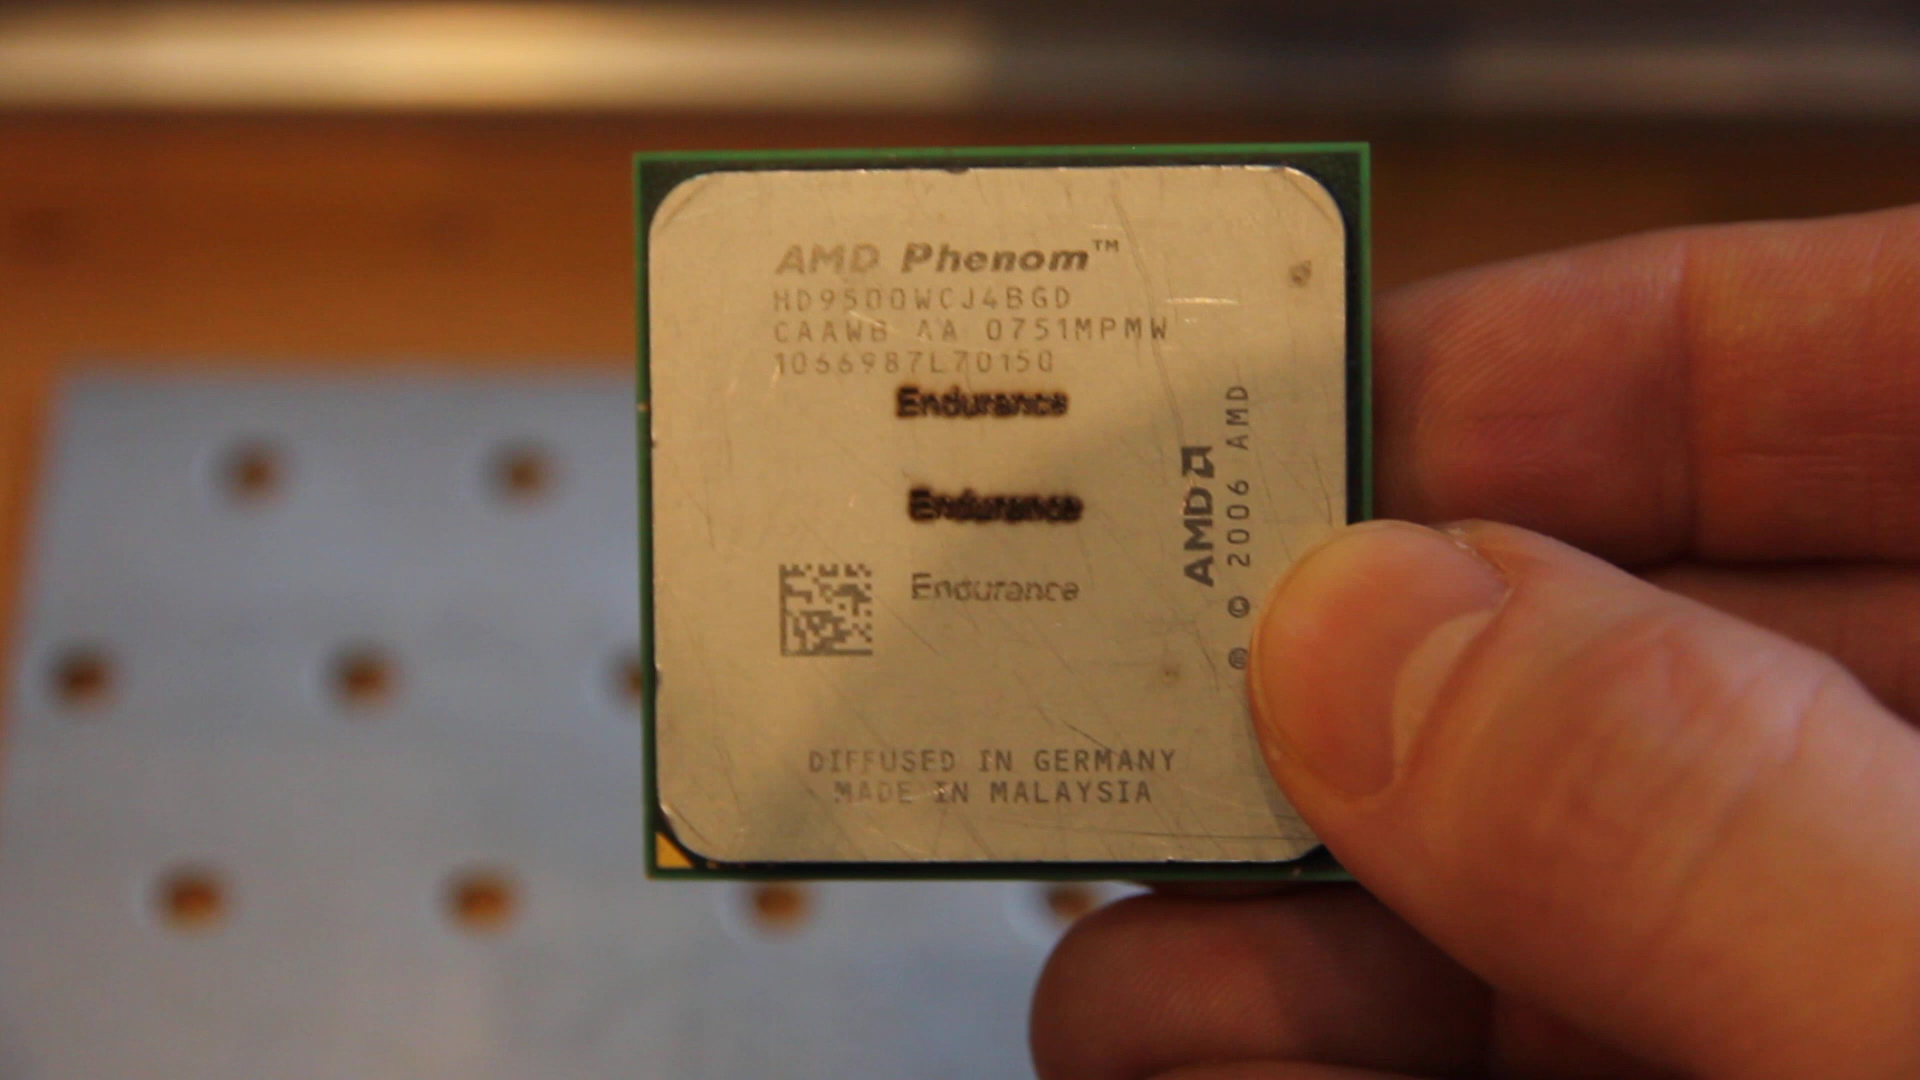 AMD Phenom™
HD9500WCJ4BGD
CAAWB AA 0751MPMW
1066987L70150
Endurance
Endurance
Endurance
AMD
© 2006 AMD
DIFFUSED IN GERMANY
MADE IN MALAYSIA